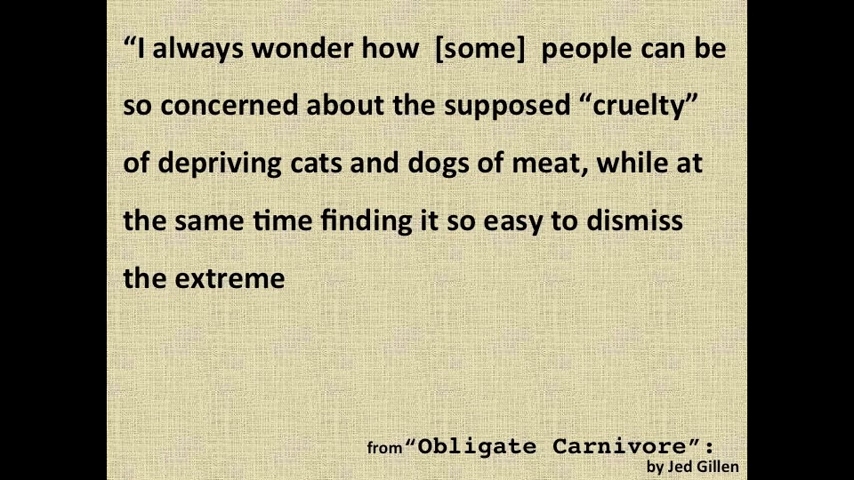 “I always wonder how [some] people can be
so concerned about the supposed “cruelty”
of depriving cats and dogs of meat, while at
the same time finding it so easy to dismiss
the extreme
from “Obligate Carnivore”:
by Jed Gillen